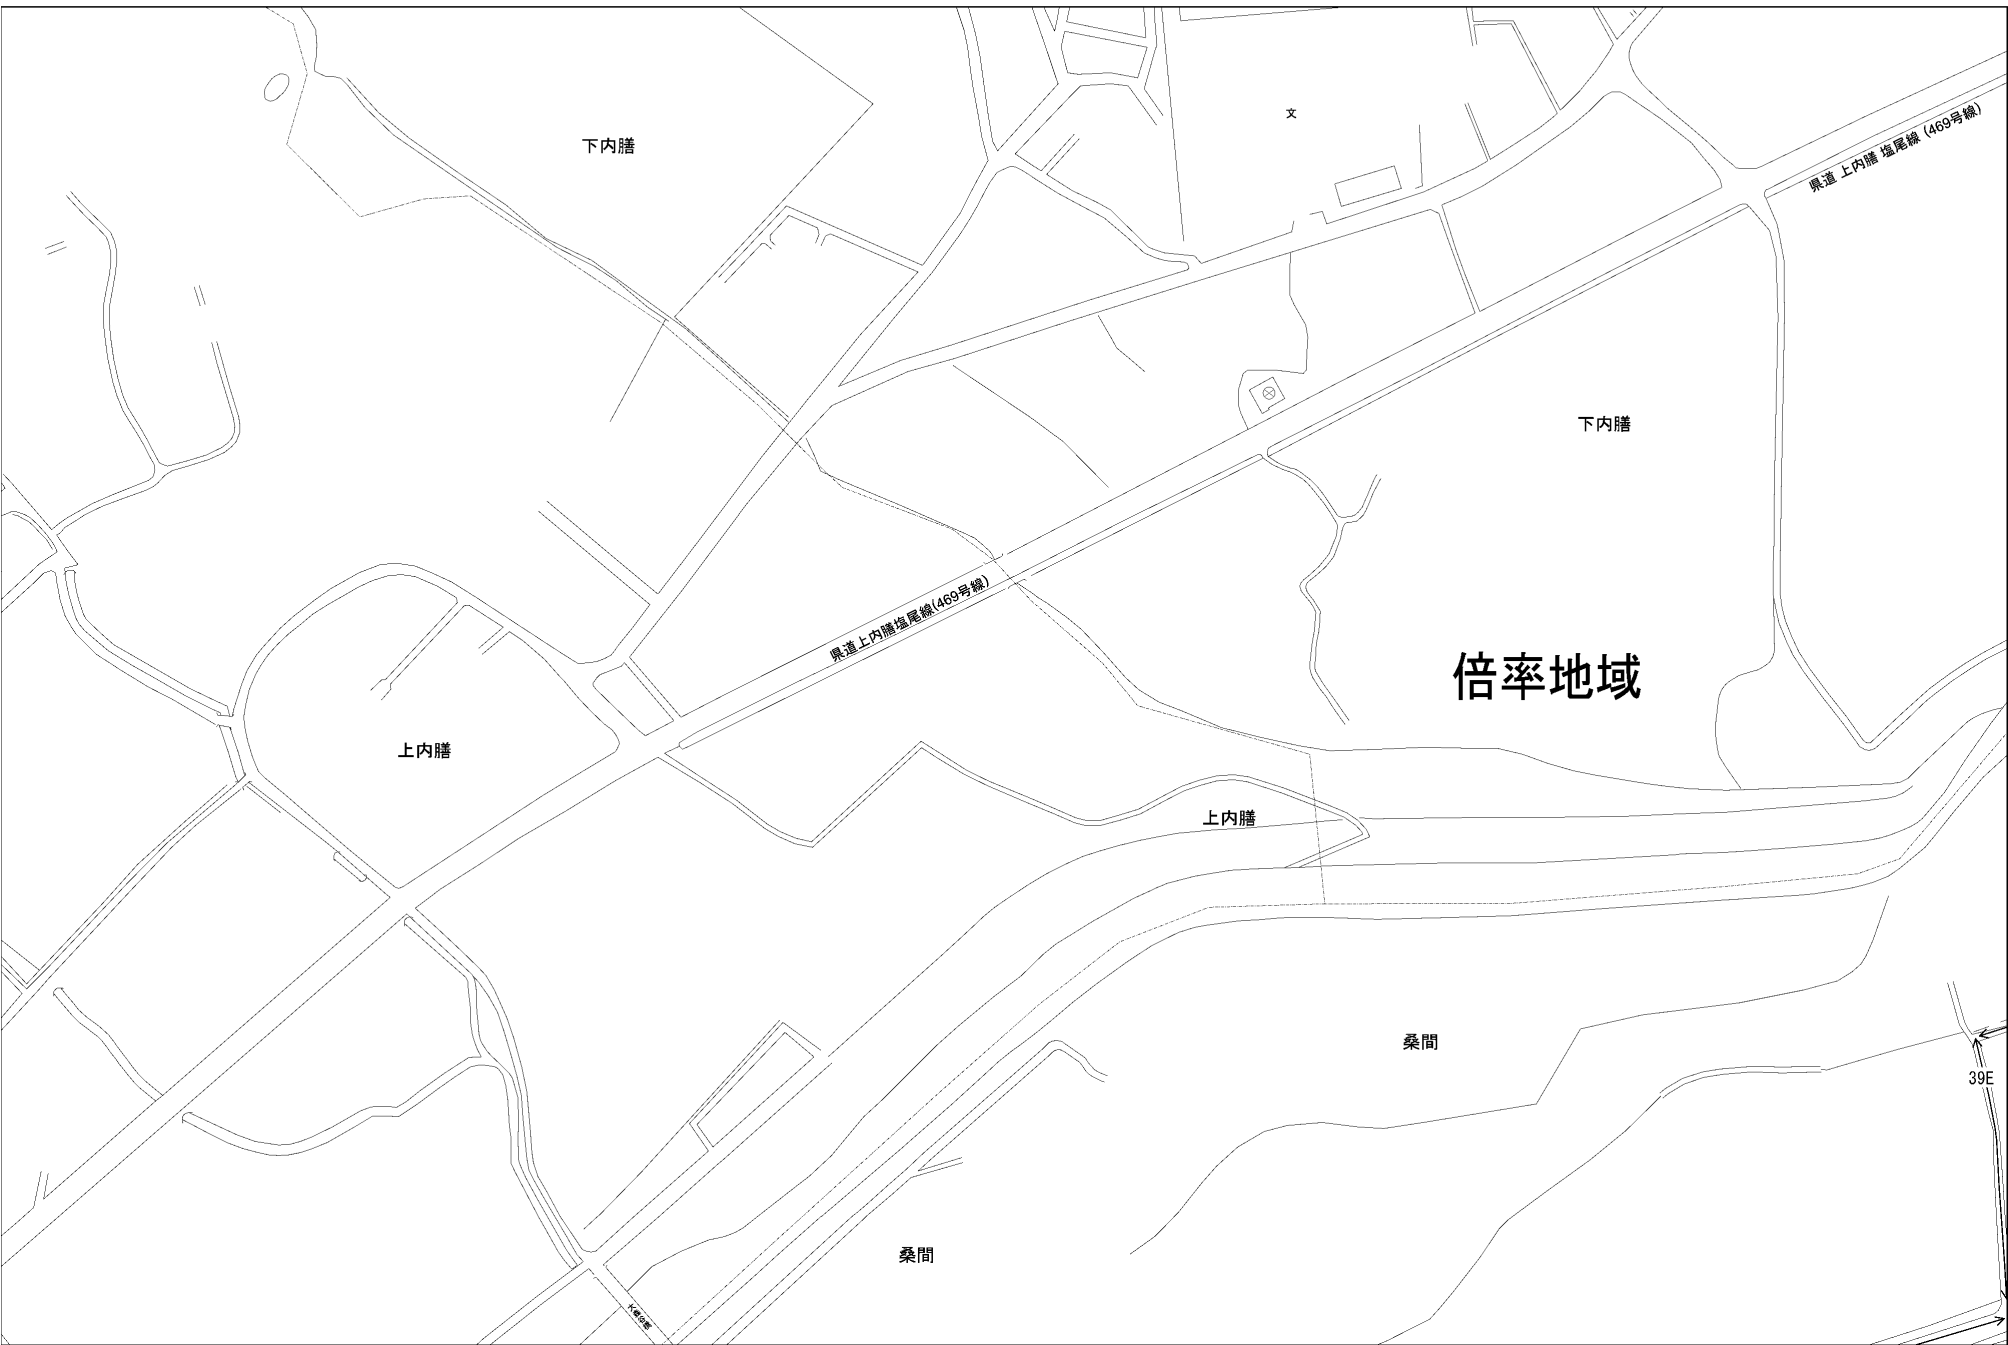 文
県道 上内膳 塩尾線 (469号線)
下内膳
下内膳
県道上内膳塩尾線(469号線)
倍率地域
上内膳
上内膳
桑間
39E
桑間